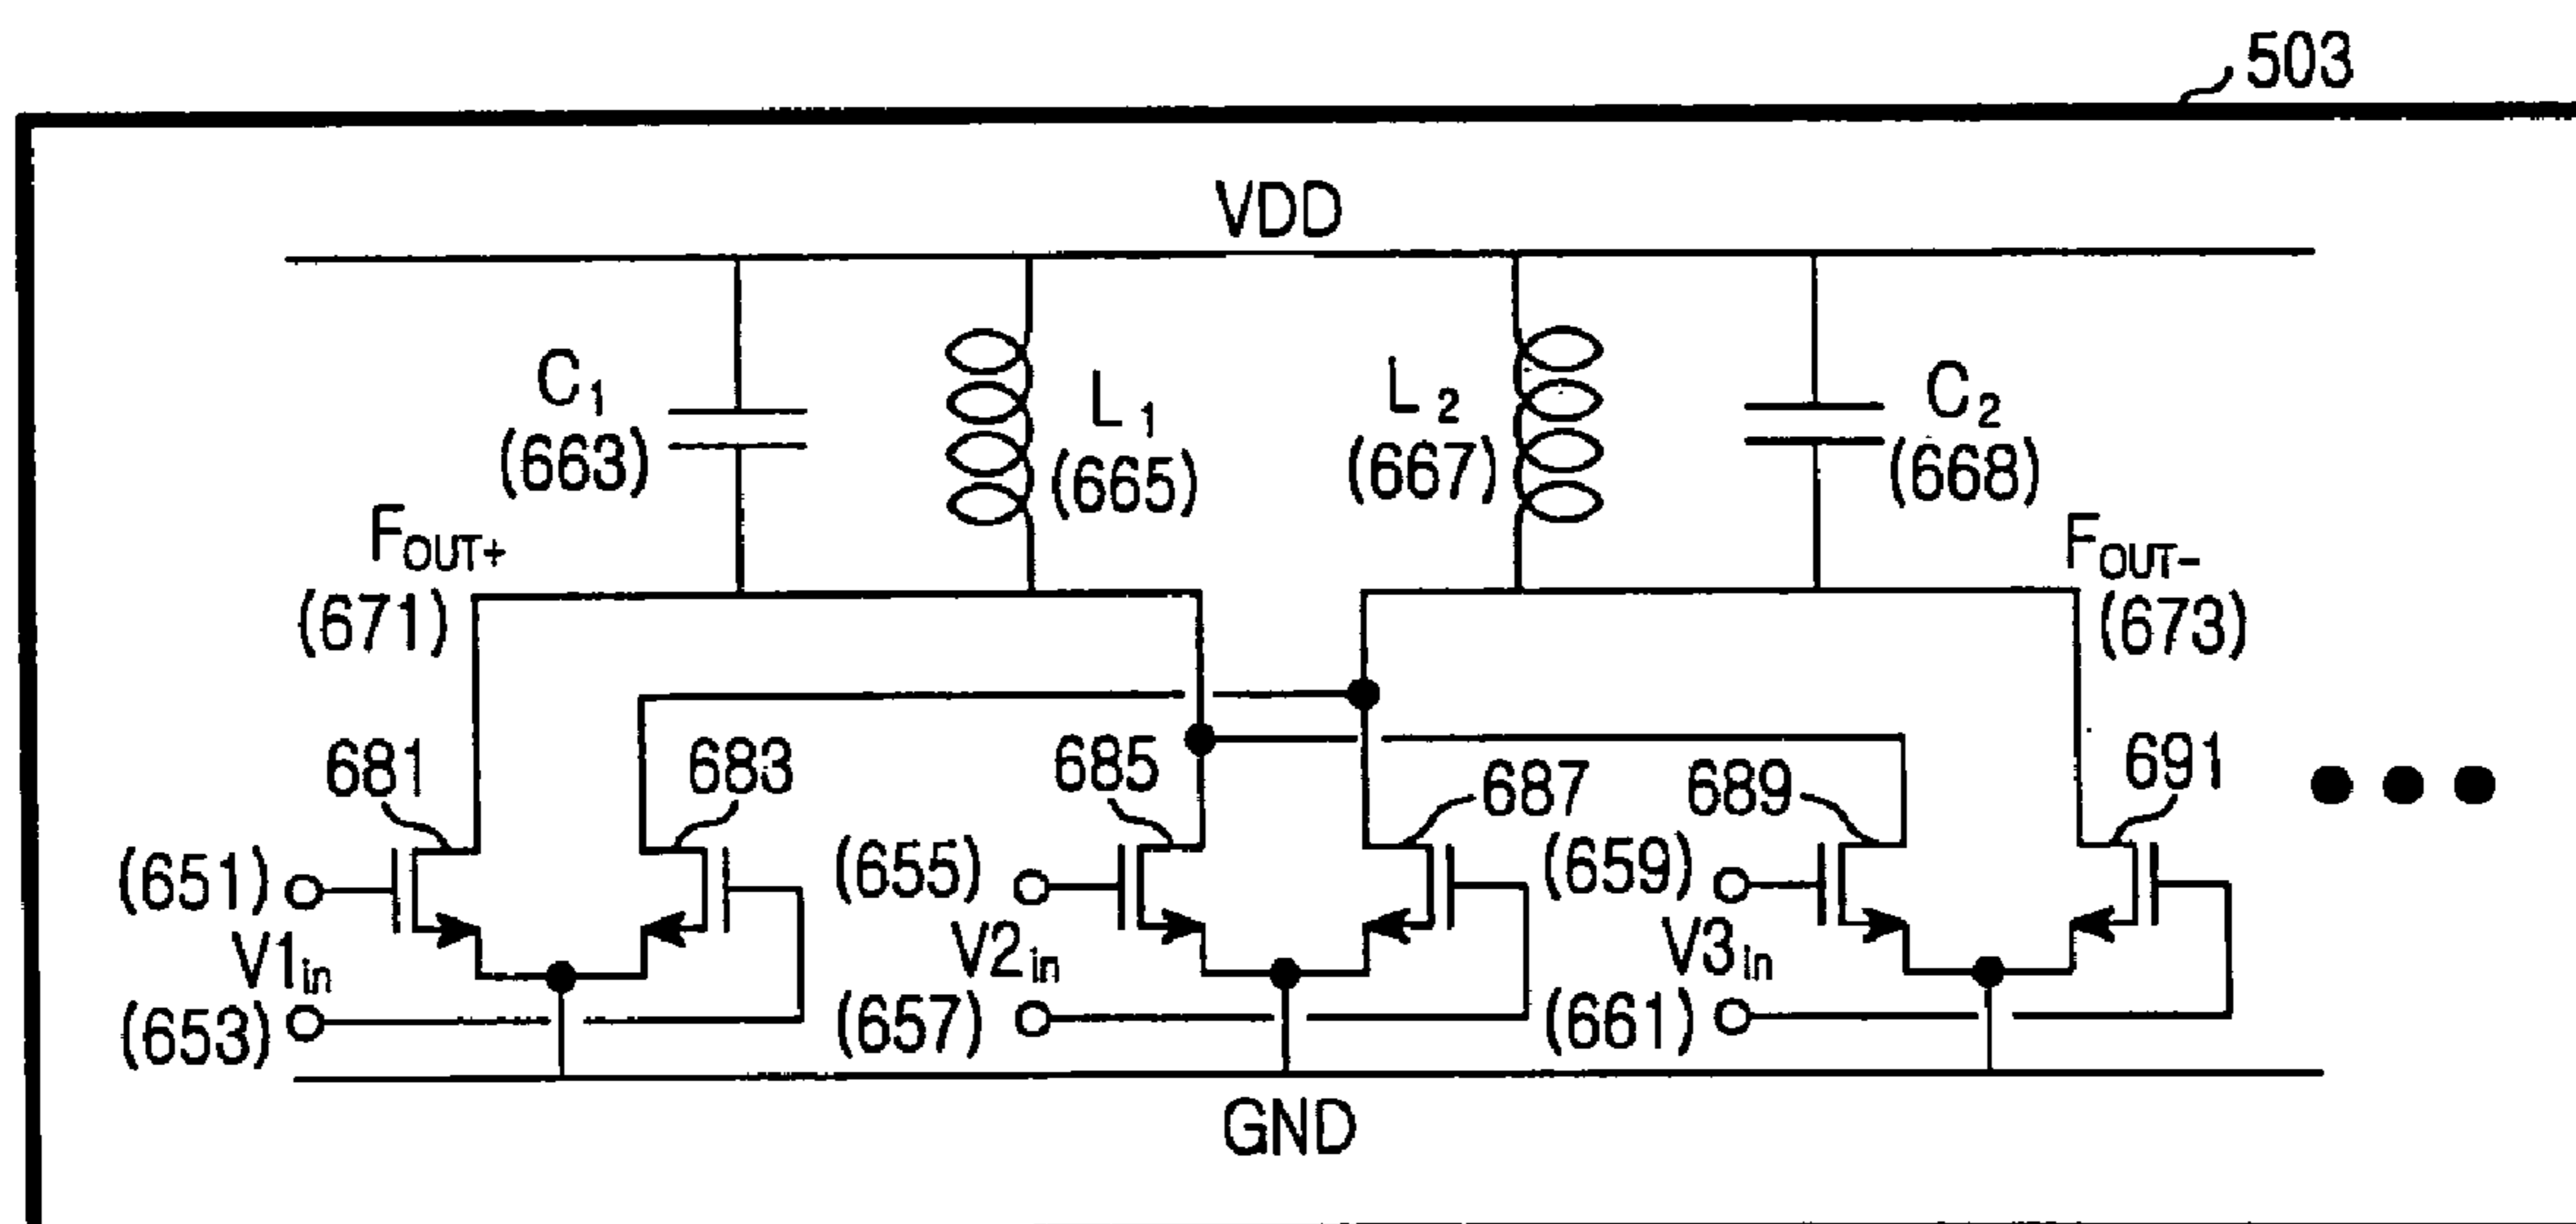 503
VDD
C1
(663)
L1
(665)
L2
(667)
C2
(668)
FOUT+
(671)
FOUT-
(673)
681
683
685
687
689
691
(651)
V1in
(653)
(655)
V2in
(657)
(659)
V3in
(661)
GND